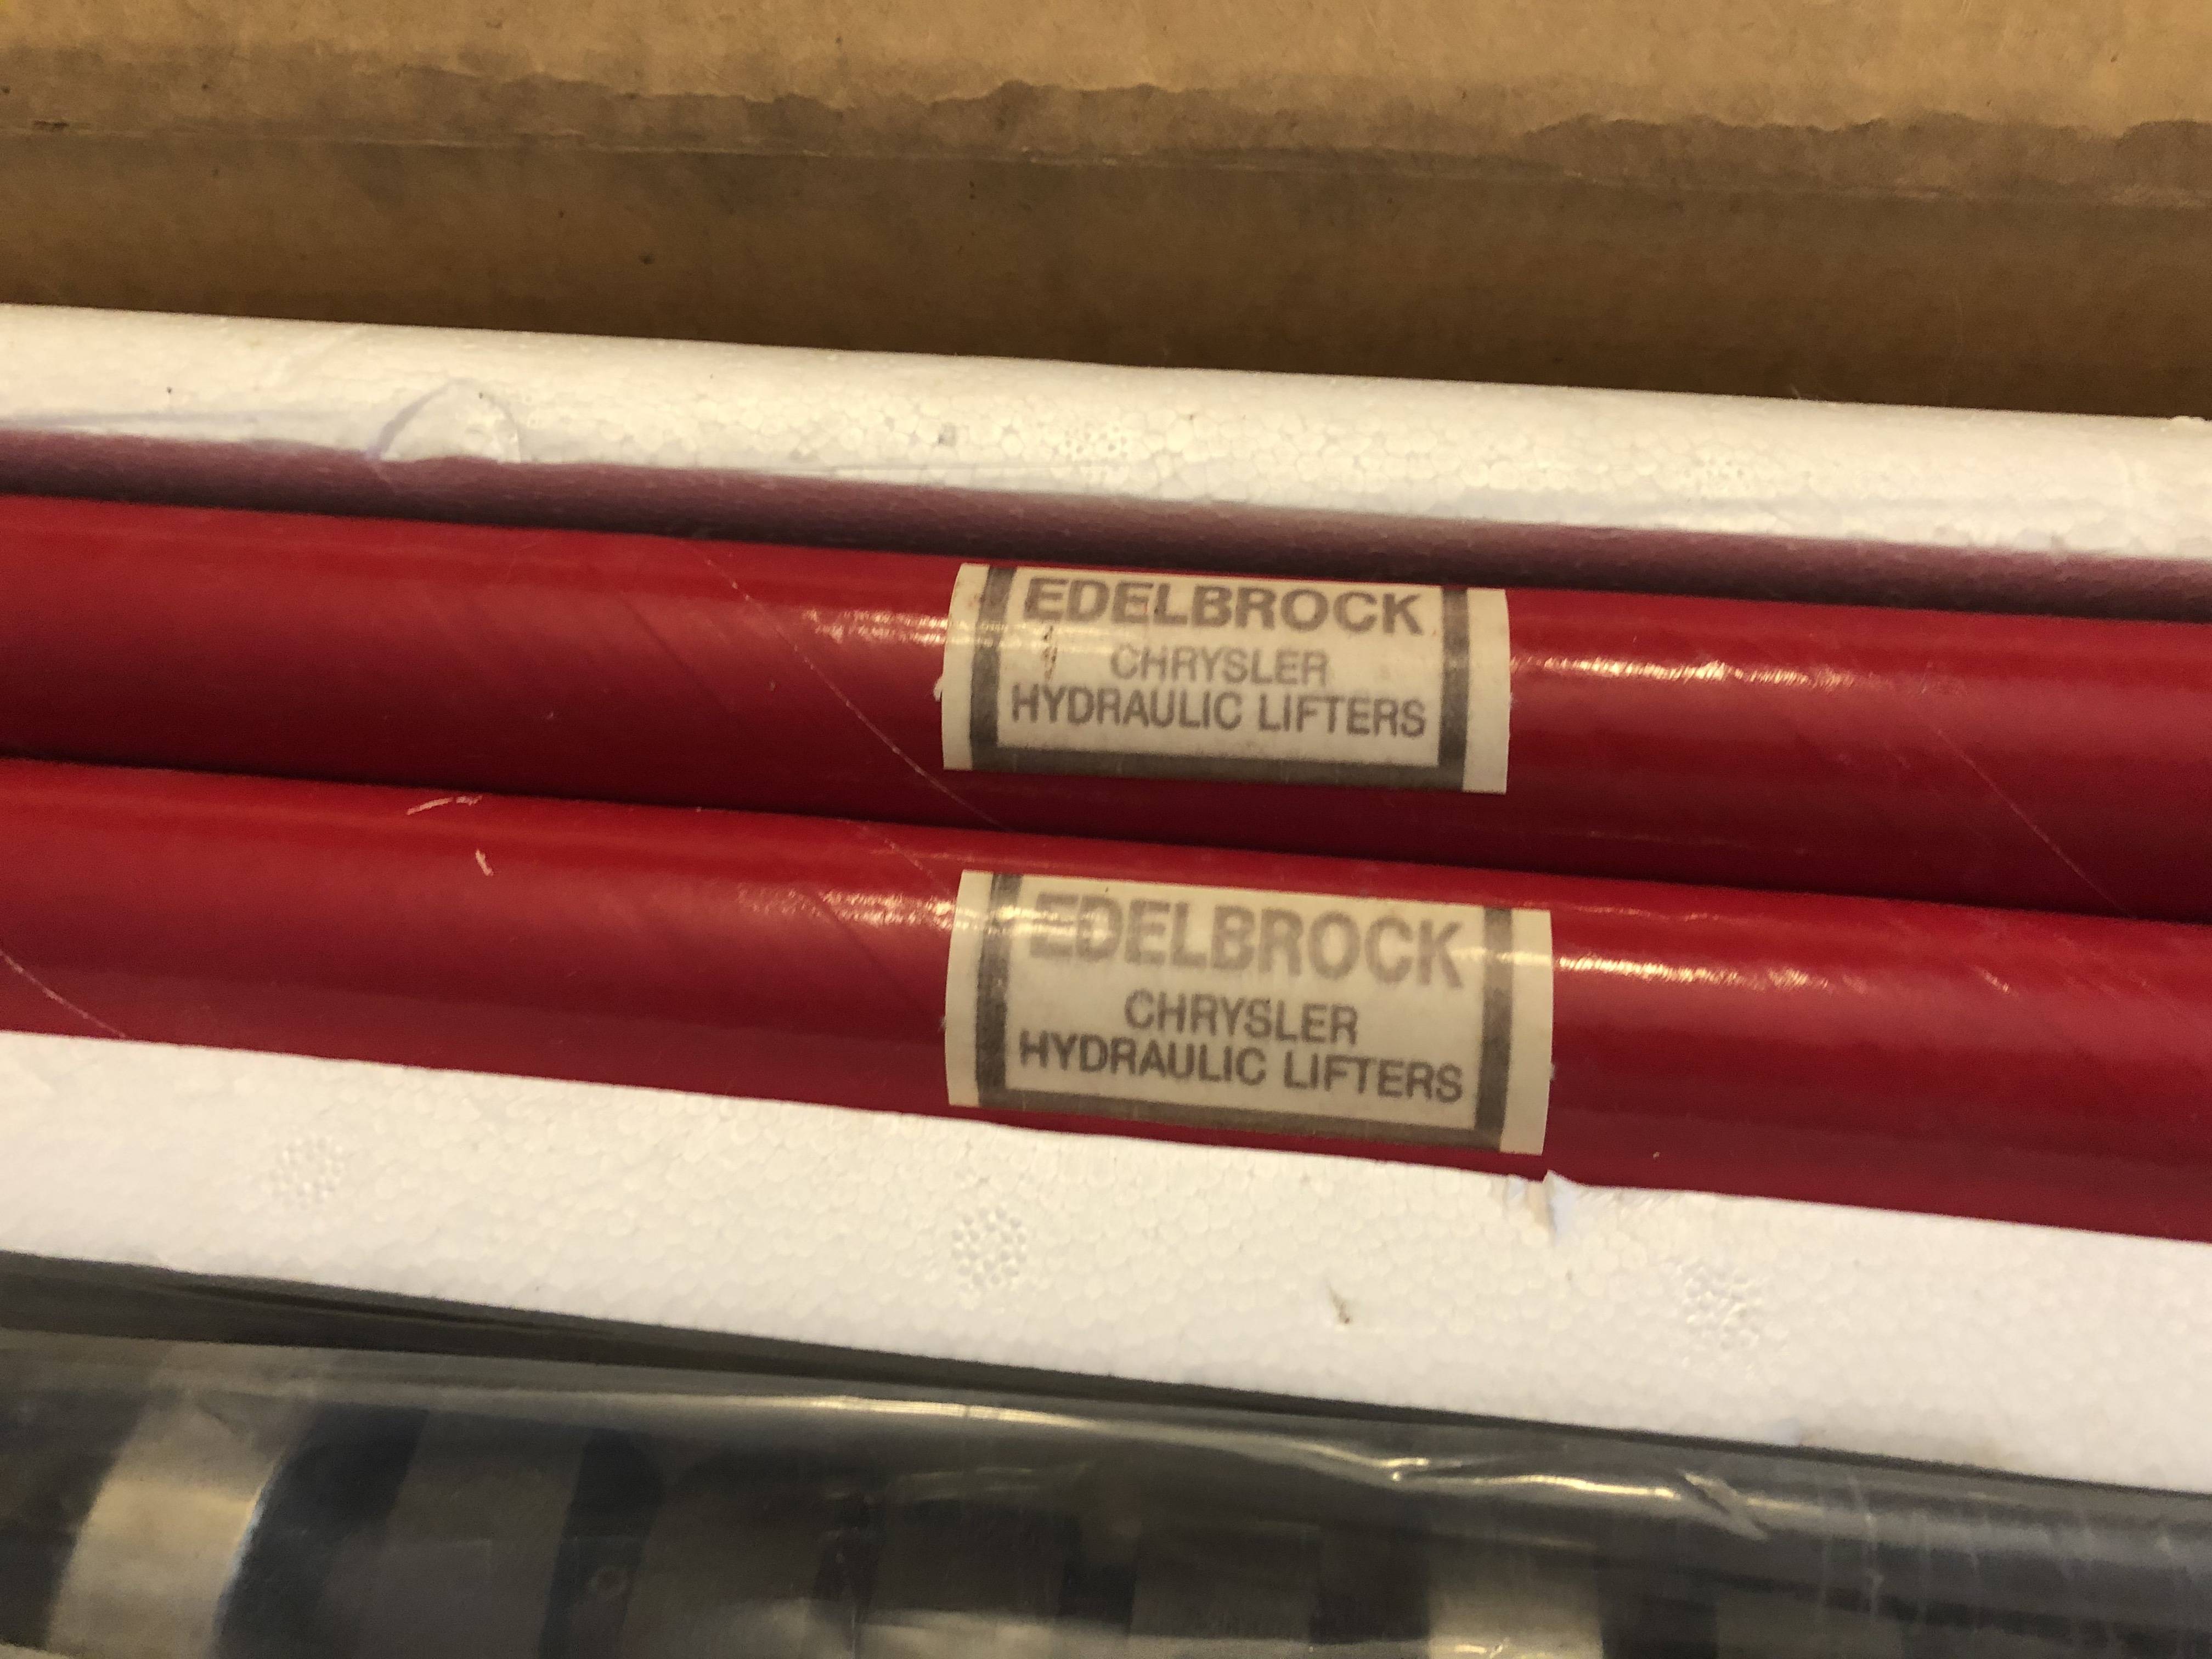 EDELBROCK
CHRYSLER
HYDRAULIC LIFTERS
EDELBROCK
CHRYSLER
HYDRAULIC LIFTERS